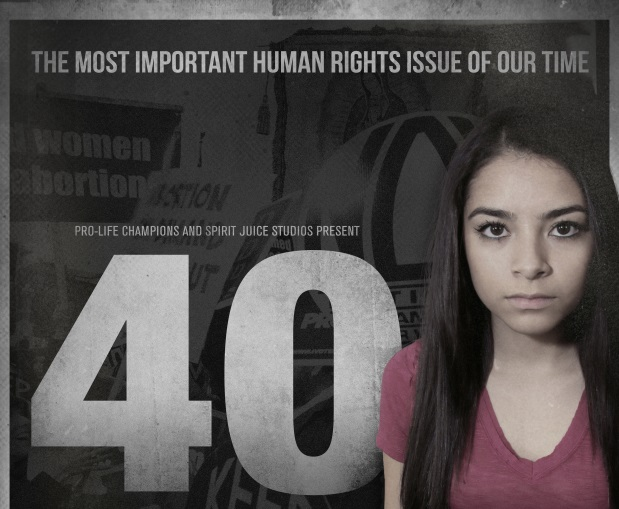 THE MOST IMPORTANT HUMAN RIGHTS ISSUE OF OUR TIME
women
abortion
PRO-LIFE CHAMPIONS AND SPIRIT JUICE STUDIOS PRESENT
40
KEEP